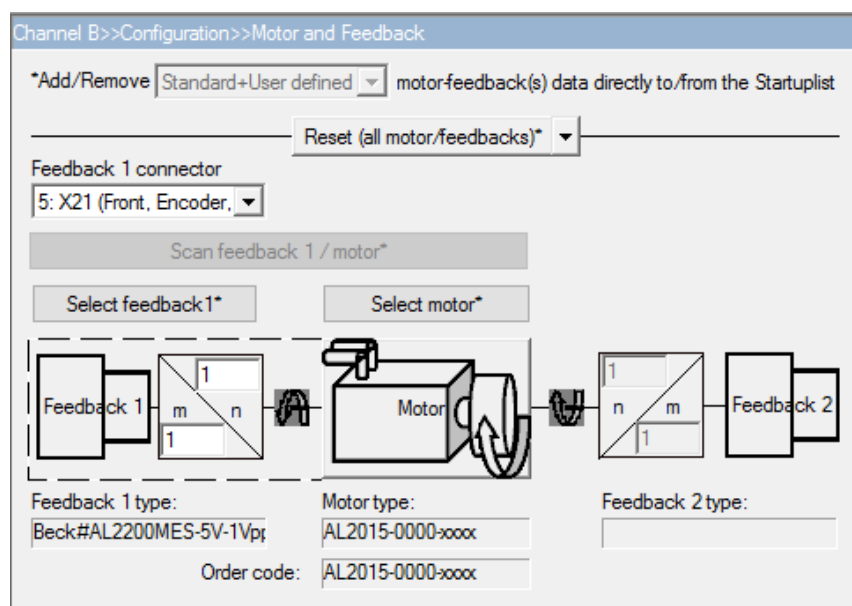 Channel B>>Configuration>>Motor and Feedback
*Add/Remove Standard+User defined motor-feedback(s) data directly to/from the Startuplist
Reset (all motor/feedbacks)*
Feedback 1 connector
5: X21 (Front, Encoder,
Scan feedback 1 / motor*
Select feedback1* Select motor*
1 1
Feedback 1 m n Motor n m Feedback 2
1 1
Feedback 1 type: Motor type: Feedback 2 type:
Beck#AL2200MES-5V-1Vpp AL2015-0000-xxxx
Order code: AL2015-0000-xxxx